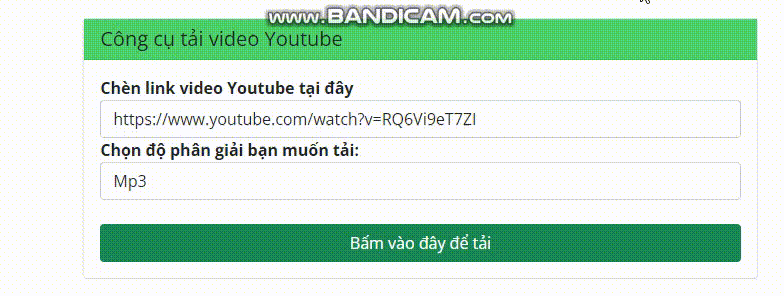 www.BANDICAM.com
Công cụ tải video Youtube
Chèn link video Youtube tại đây
https://www.youtube.com/watch?v=RQ6Vi9eT7ZI
Chọn độ phân giải bạn muốn tải:
Mp3
Bấm vào đây để tải